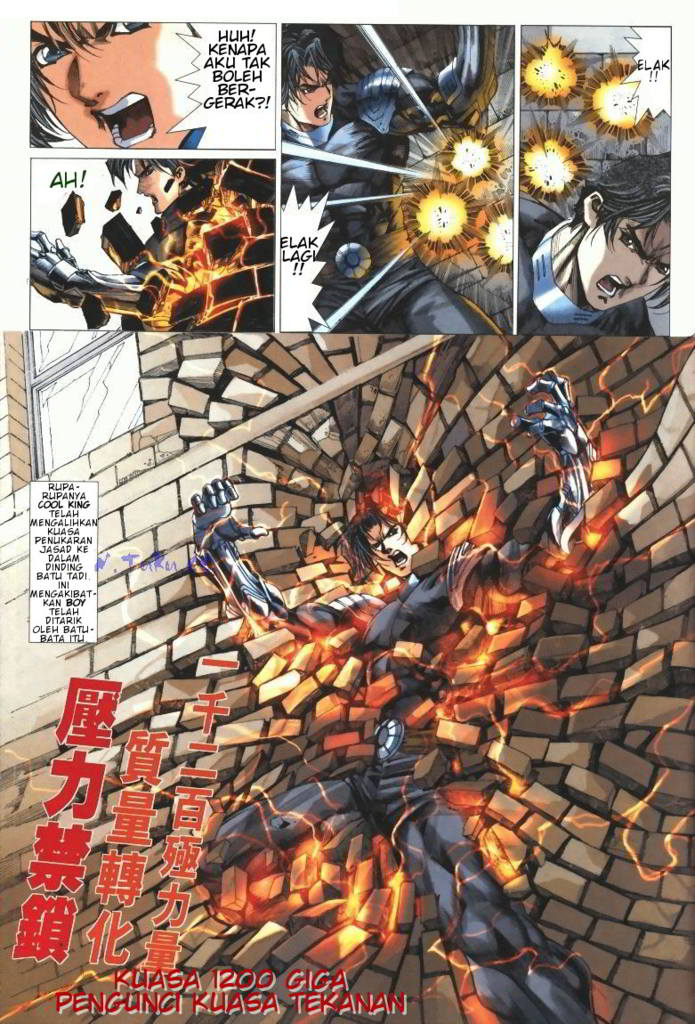 HUH!
KENAPA
AKU TAK
BOLEH
BER-
GERAK?!
ELAK
LAGI
!!
ELAK
!!
AH!
RUPA-
RUPANYA
COOL KING
TELAH
MENGALIHKAN
KUASA
PENUKARAN
JASAD KE
DALAM
DINDING
BATU TADI.
INI
MENGAKIBAT-
KAN BOY
TELAH
DITARIK
OLEH BATU-
BATA ITU
一千二百殛力量
質量轉化
壓力禁鎖
KUASA 1200 GIGA
PENGUNCI KUASA TEKANAN